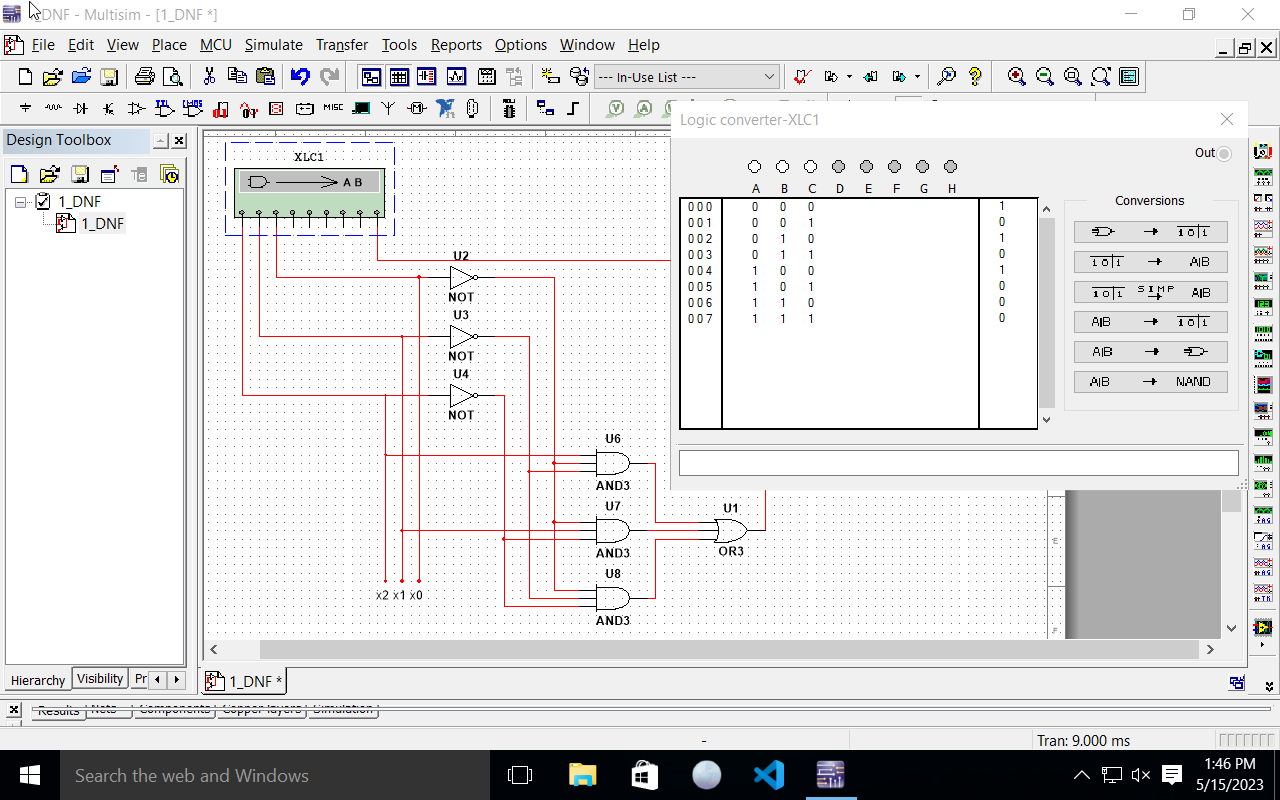 _DNF - Multisim - [1_DNF *]
File Edit View Place MCU Simulate Transfer Tools Reports Options Window Help
--- In-Use List ---
MISC
Design Toolbox
1_DNF
1_DNF
Hierarchy Visibility Pr
XLC1
A B
U2
NOT
U3
NOT
U4
NOT
U6
AND3
U7
AND3
U8
AND3
U1
OR3
x2 x1 x0
E
F
Logic converter-XLC1
Out
A B C D E F G H
000 0 0 0 1
001 0 0 1 0
002 0 1 0 1
003 0 1 1 0
004 1 0 0 1
005 1 0 1 0
006 1 1 0 0
007 1 1 1 0
Conversions
1 0 1
1 0 1 A|B
1 0 1 SIMP A|B
A|B 1 0 1
A|B
A|B NAND
1_DNF *
Results Nets Components Copper layers Simulation
-
Tran: 9.000 ms
Search the web and Windows
1:46 PM
5/15/2023